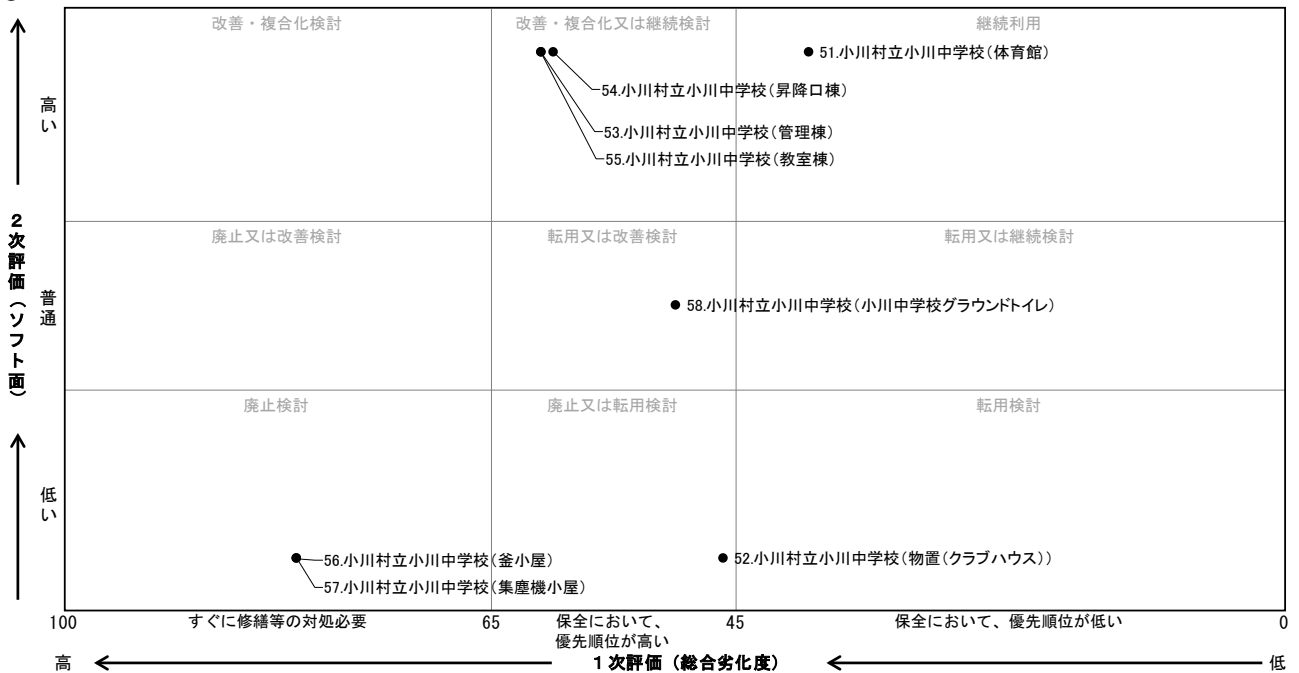 改善・複合化検討
改善・複合化又は継続検討
継続利用
51.小川村立小川中学校(体育館)
54.小川村立小川中学校(昇降口棟)
高い
53.小川村立小川中学校(管理棟)
55.小川村立小川中学校(教室棟)
2次評価(ソフト面)
廃止又は改善検討
転用又は改善検討
転用又は継続検討
普通
58.小川村立小川中学校(小川中学校グラウンドトイレ)
廃止検討
廃止又は転用検討
転用検討
低い
56.小川村立小川中学校(釜小屋)
52.小川村立小川中学校(物置(クラブハウス))
57.小川村立小川中学校(集塵機小屋)
100
すぐに修繕等の対処必要
65
保全において、
優先順位が高い
45
保全において、優先順位が低い
0
高
1次評価(総合劣化度)
低